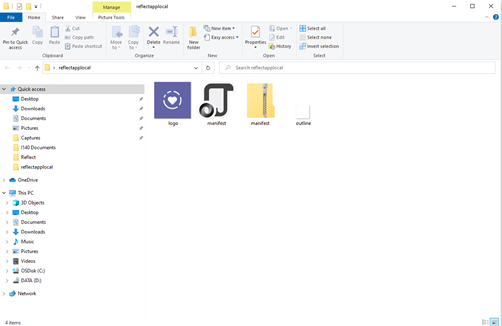 Manage
reflectapplocal
File
Home
Share
View
Picture Tools
Pin to Quick access
Copy
Paste
Cut
Copy path
Paste shortcut
Clipboard
Move to
Copy to
Delete
Rename
Organize
New folder
New item
Easy access
New
Properties
Open
Edit
History
Open
Select all
Select none
Invert selection
Select
reflectapplocal
Search reflectapplocal
Quick access
Desktop
Downloads
Documents
Pictures
Captures
I140 Documents
Reflect
reflectapplocal
OneDrive
This PC
3D Objects
Desktop
Documents
Downloads
Music
Pictures
Videos
OSDisk (C:)
DATA (D:)
Network
logo
manifest
manifest
outline
4 items